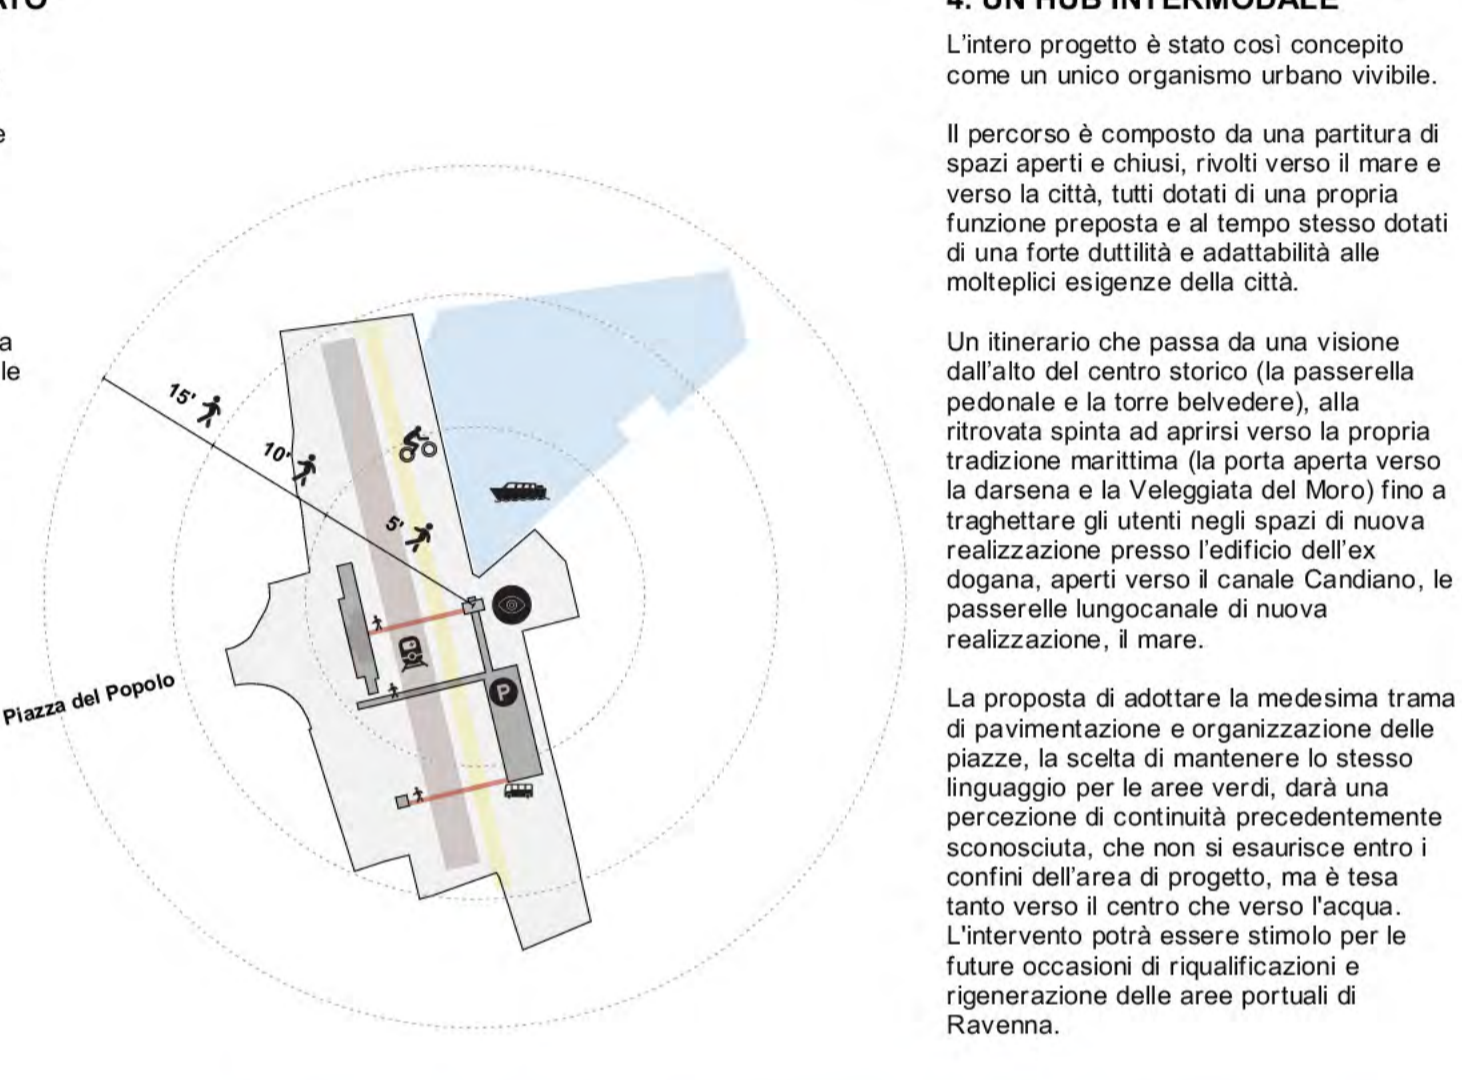 ATO
e
a
le
15'
10'
5'
P
Piazza del Popolo
4. UN HUB INTERMODALE
L'intero progetto è stato così concepito
come un unico organismo urbano vivibile.
Il percorso è composto da una partitura di
spazi aperti e chiusi, rivolti verso il mare e
verso la città, tutti dotati di una propria
funzione preposta e al tempo stesso dotati
di una forte duttilità e adattabilità alle
molteplici esigenze della città.
Un itinerario che passa da una visione
dall'alto del centro storico (la passerella
pedonale e la torre belvedere), alla
ritrovata spinta ad aprirsi verso la propria
tradizione marittima (la porta aperta verso
la darsena e la Veleggiata del Moro) fino a
traghettare gli utenti negli spazi di nuova
realizzazione presso l'edificio dell'ex
dogana, aperti verso il canale Candiano, le
passerelle lungocanale di nuova
realizzazione, il mare.
La proposta di adottare la medesima trama
di pavimentazione e organizzazione delle
piazze, la scelta di mantenere lo stesso
linguaggio per le aree verdi, darà una
percezione di continuità precedentemente
sconosciuta, che non si esaurisce entro i
confini dell'area di progetto, ma è tesa
tanto verso il centro che verso l'acqua.
L'intervento potrà essere stimolo per le
future occasioni di riqualificazioni e
rigenerazione delle aree portuali di
Ravenna.